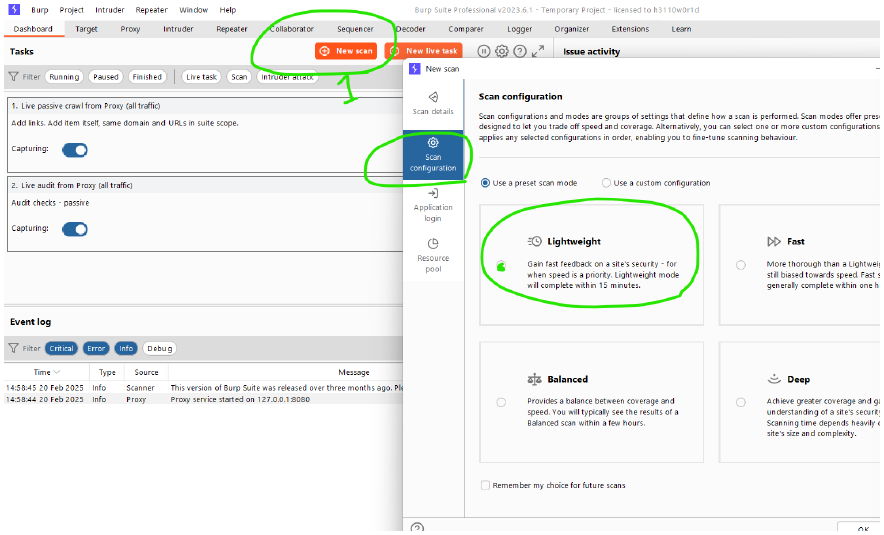 Burp Project Intruder Repeater Window Help
Burp Suite Professional v2023.6.1 - Temporary Project - licensed to h3110w0r1d
Dashboard Target Proxy Intruder Repeater Collaborator Sequencer Decoder Comparer Logger Organizer Extensions Learn
Tasks
New scan
New live task
Issue activity
Filter Running Paused Finished Live task Scan Intruder attack
1. Live passive crawl from Proxy (all traffic)
Add links. Add item itself, same domain and URLs in suite scope.
Capturing:
2. Live audit from Proxy (all traffic)
Audit checks - passive
Capturing:
Event log
Filter Critical Error Info Debug
Time Type Source Message
14:58:45 20 Feb 2025 Info Scanner This version of Burp Suite was released over three months ago. Ple
14:58:44 20 Feb 2025 Info Proxy Proxy service started on 127.0.0.1:8080
New scan
Scan details
Scan
configuration
Application
login
Resource
pool
Scan configuration
Scan configurations and modes are groups of settings that define how a scan is performed. Scan modes offer pres
designed to let you trade-off speed and coverage. Alternatively, you can select one or more custom configurations
applies any selected configurations in order, enabling you to fine-tune scanning behaviour.
Use a preset scan mode Use a custom configuration
Lightweight
Gain fast feedback on a site's security - for
when speed is a priority. Lightweight mode
will complete within 15 minutes.
Fast
More thorough than a Lightweig
still biased towards speed. Fast s
generally complete within one h
Balanced
Provides a balance between coverage and
speed. You will typically see the results of a
Balanced scan within a few hours.
Deep
Achieve greater coverage and ga
understanding of a site's security
Scanning time depends heavily o
site's size and complexity.
Remember my choice for future scans
OK